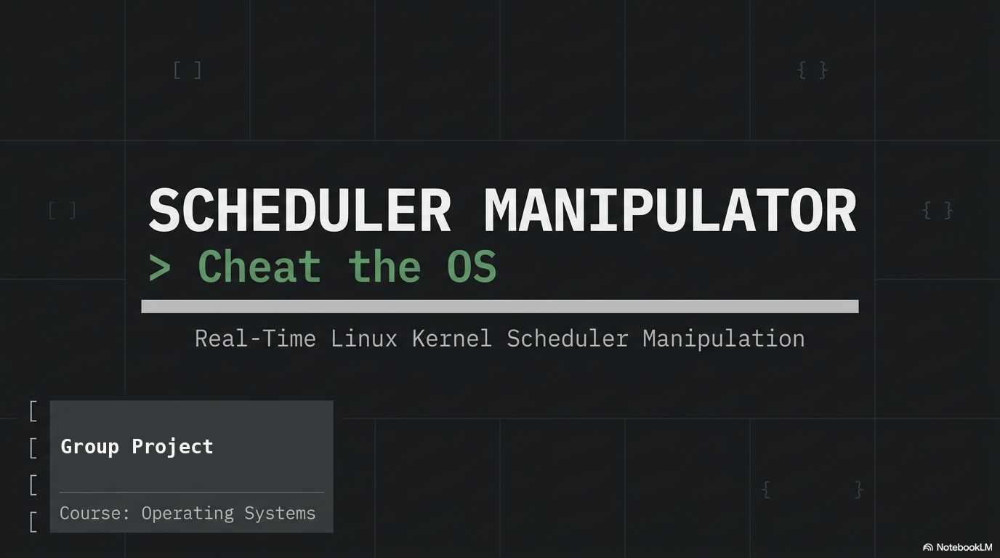 [ ]
{ }
[ ]
{ }
SCHEDULER MANIPULATOR
> Cheat the OS
Real-Time Linux Kernel Scheduler Manipulation
[
[
[
[
Group Project
Course: Operating Systems
{ }
NotebookLM